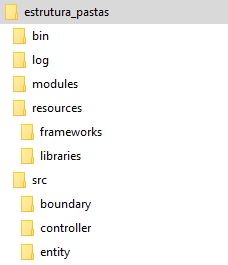 estrutura_pastas
bin
log
modules
resources
frameworks
libraries
src
boundary
controller
entity